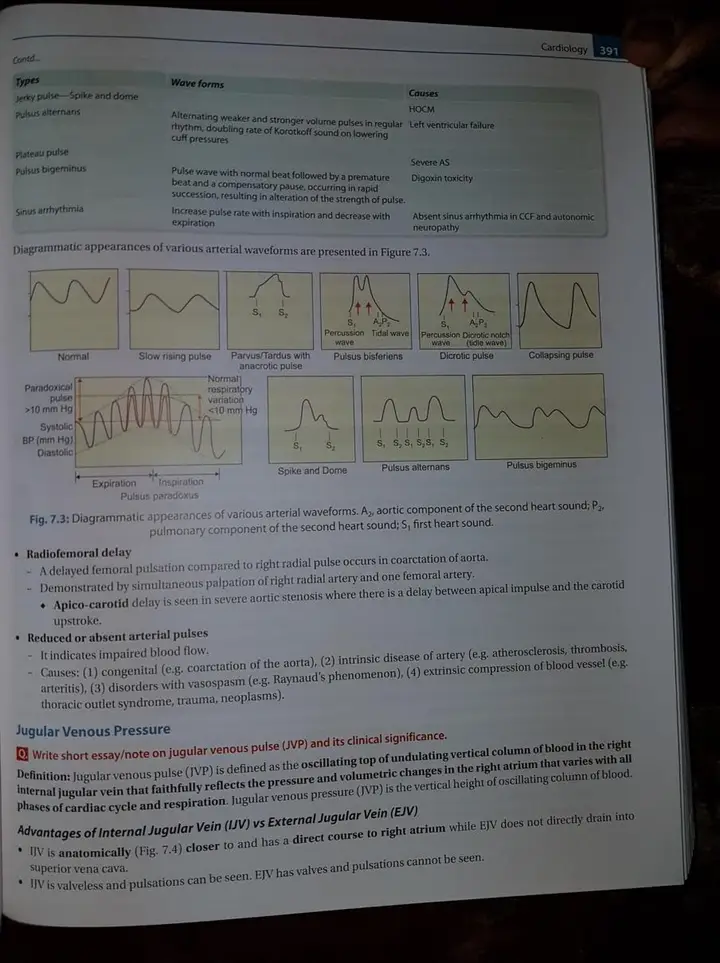 Cardiology 391
Contd...
Types Wave forms Causes
Jerky pulse—Spike and dome HOCM
Pulsus alternans Alternating weaker and stronger volume pulses in regular Left ventricular failure
rhythm, doubling rate of Korotkoff sound on lowering
cuff pressures
Plateau pulse Severe AS
Pulsus bigeminus Pulse wave with normal beat followed by a premature Digoxin toxicity
beat and a compensatory pause, occurring in rapid
succession, resulting in alteration of the strength of pulse.
Sinus arrhythmia Increase pulse rate with inspiration and decrease with Absent sinus arrhythmia in CCF and autonomic
expiration neuropathy
Diagrammatic appearances of various arterial waveforms are presented in Figure 7.3.
S₁ S₂
S₁ A₂P₂
Percussion Tidal wave
wave
S₁ A₂P₂
Percussion Dicrotic notch
wave (tidle wave)
Normal Slow rising pulse Parvus/Tardus with Pulsus bisferiens Dicrotic pulse Collapsing pulse
anacrotic pulse
Paradoxical
pulse
>10 mm Hg
Systolic
BP (mm Hg)
Diastolic
Normal
respiratory
variation
<10 mm Hg
Expiration Inspiration
Pulsus paradoxus
S₁ S₂
Spike and Dome
S₁ S₂ S₁ S₂S₁ S₂
Pulsus alternans
Pulsus bigeminus
Fig. 7.3: Diagrammatic appearances of various arterial waveforms. A₂, aortic component of the second heart sound; P₂,
pulmonary component of the second heart sound; S₁ first heart sound.
• Radiofemoral delay
– A delayed femoral pulsation compared to right radial pulse occurs in coarctation of aorta.
– Demonstrated by simultaneous palpation of right radial artery and one femoral artery.
♦ Apico-carotid delay is seen in severe aortic stenosis where there is a delay between apical impulse and the carotid
upstroke.
• Reduced or absent arterial pulses
– It indicates impaired blood flow.
– Causes: (1) congenital (e.g. coarctation of the aorta), (2) intrinsic disease of artery (e.g. atherosclerosis, thrombosis,
arteritis), (3) disorders with vasospasm (e.g. Raynaud's phenomenon), (4) extrinsic compression of blood vessel (e.g.
thoracic outlet syndrome, trauma, neoplasms).
Jugular Venous Pressure
Q. Write short essay/note on jugular venous pulse (JVP) and its clinical significance.
Definition: Jugular venous pulse (JVP) is defined as the oscillating top of undulating vertical column of blood in the right
internal jugular vein that faithfully reflects the pressure and volumetric changes in the right atrium that varies with all
phases of cardiac cycle and respiration. Jugular venous pressure (JVP) is the vertical height of oscillating column of blood.
Advantages of Internal Jugular Vein (IJV) vs External Jugular Vein (EJV)
• IJV is anatomically (Fig. 7.4) closer to and has a direct course to right atrium while EJV does not directly drain into
superior vena cava.
• IJV is valveless and pulsations can be seen. EJV has valves and pulsations cannot be seen.